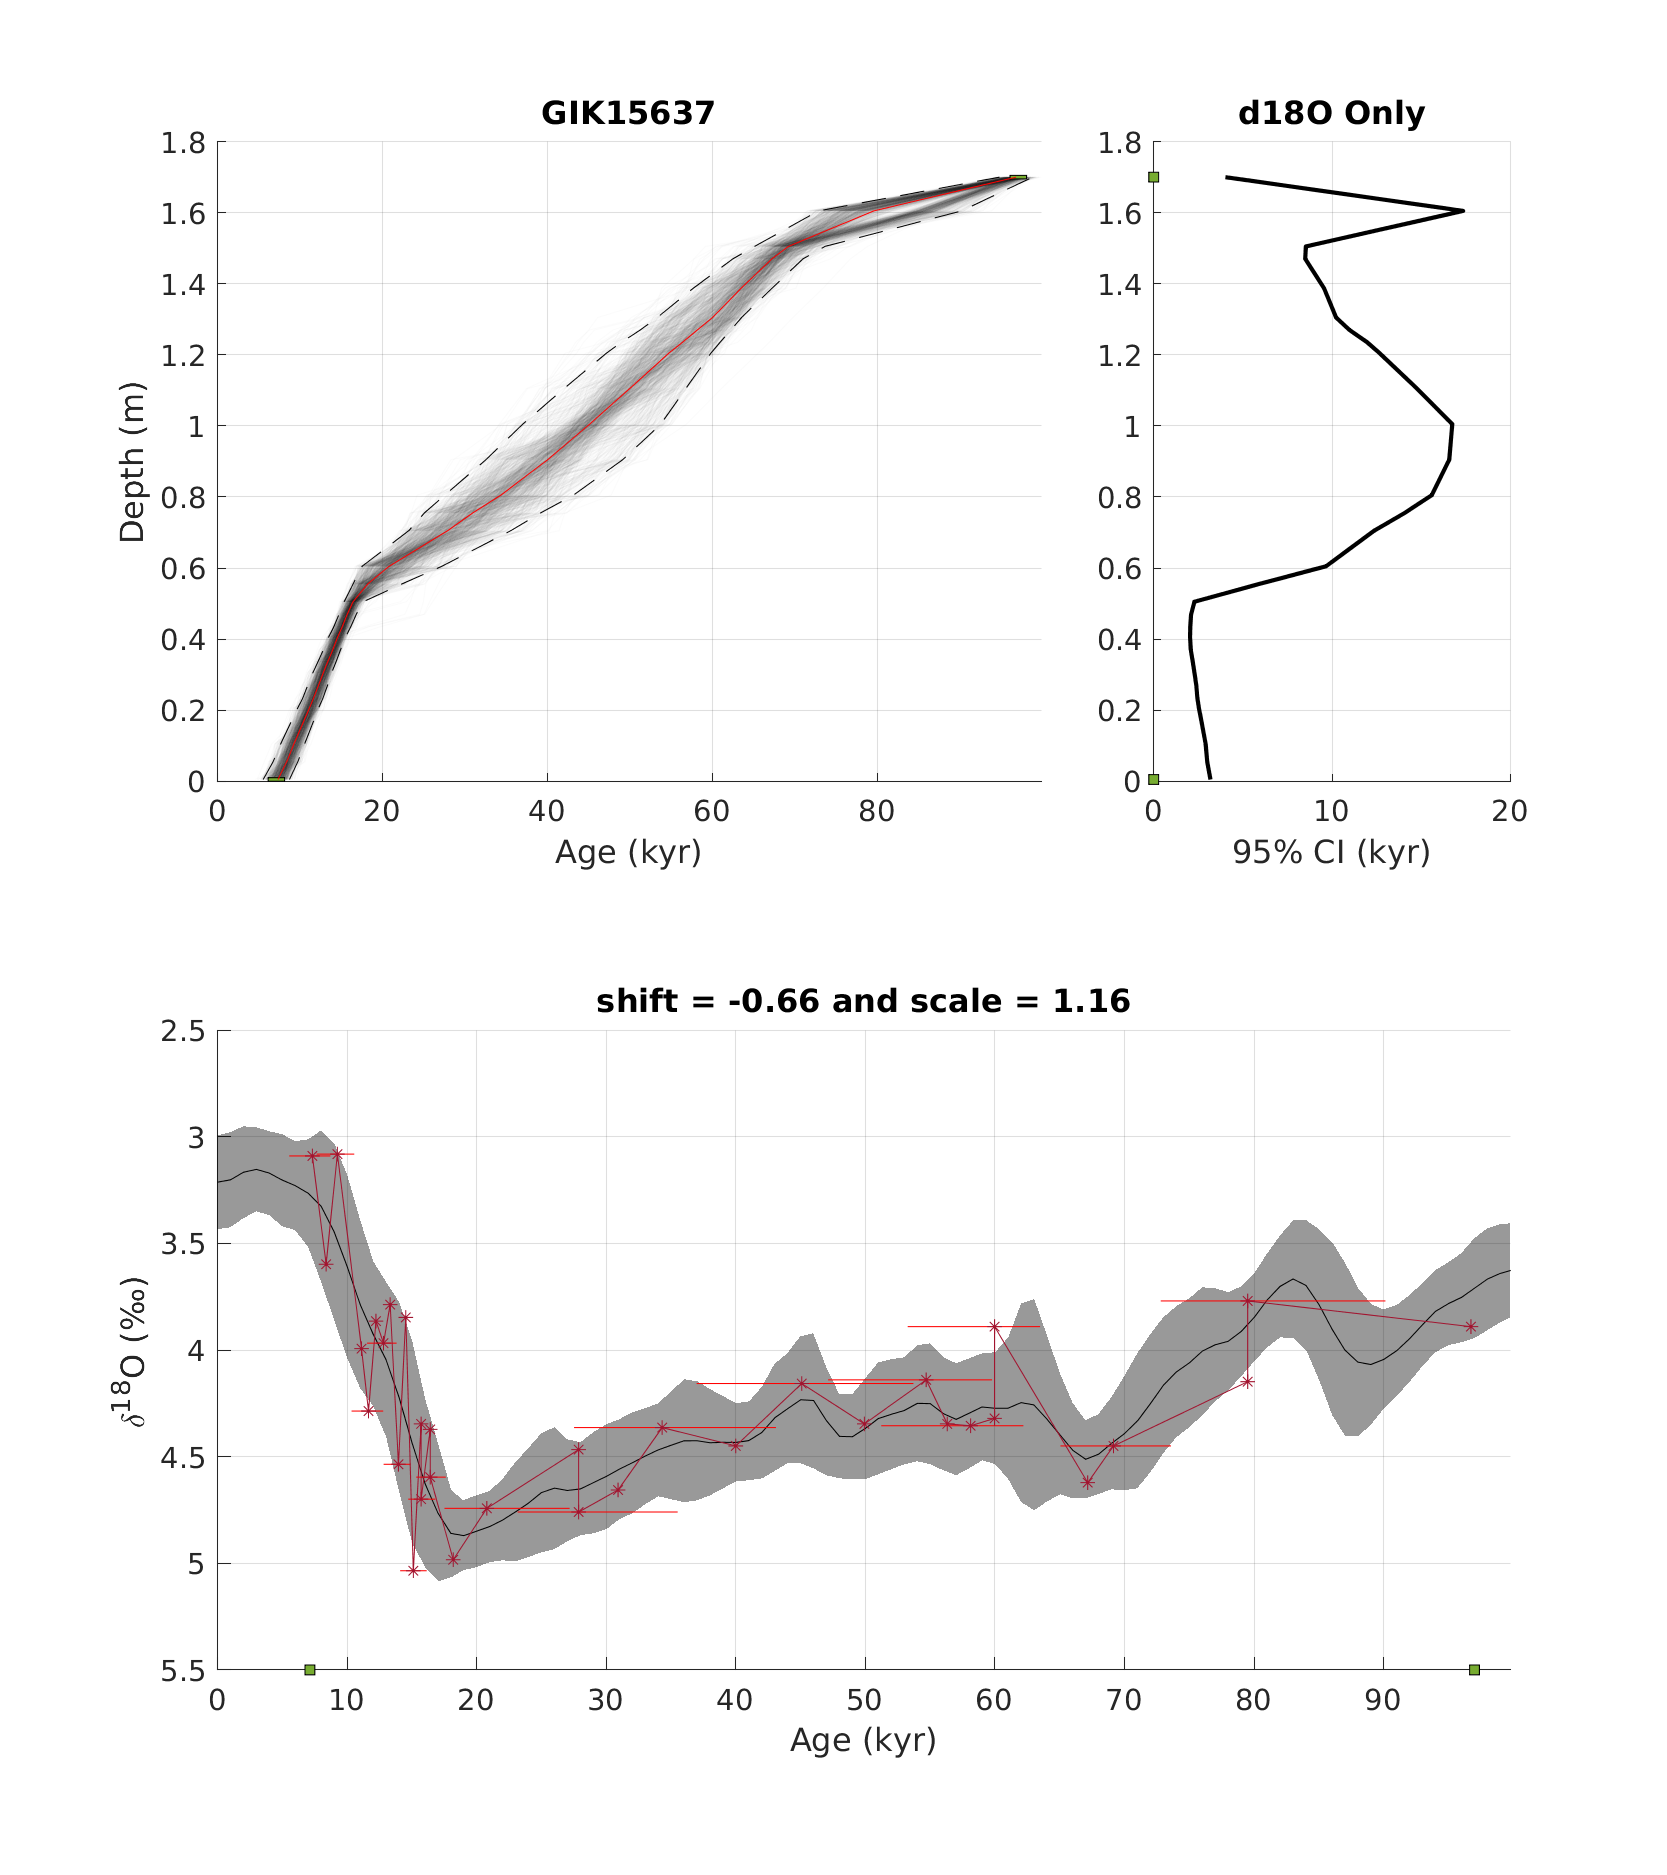 GIK15637
d18O Only
1.8
1.6
1.4
1.2
1
0.8
0.6
0.4
0.2
0
Depth (m)
0 20 40 60 80
Age (kyr)
1.8
1.6
1.4
1.2
1
0.8
0.6
0.4
0.2
0
0 10 20
95% CI (kyr)
shift = -0.66 and scale = 1.16
2.5
3
3.5
4
4.5
5
5.5
δ18O (‰)
0 10 20 30 40 50 60 70 80 90
Age (kyr)